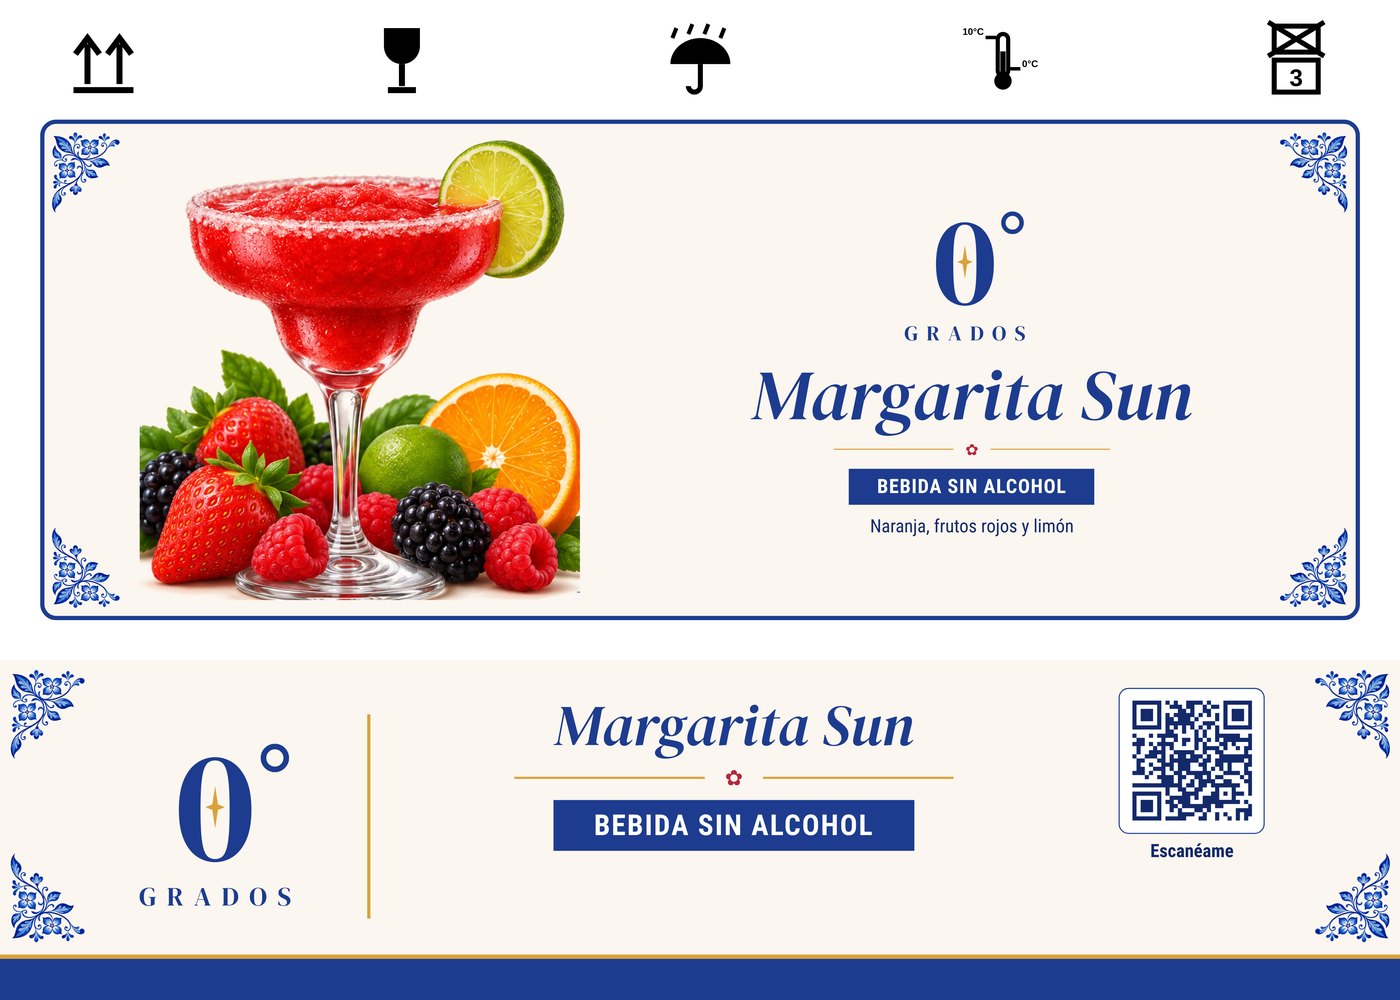 10°C
0°C
3
0°
GRADOS
Margarita Sun
BEBIDA SIN ALCOHOL
Naranja, frutos rojos y limón
0°
GRADOS
Margarita Sun
BEBIDA SIN ALCOHOL
Escanéame